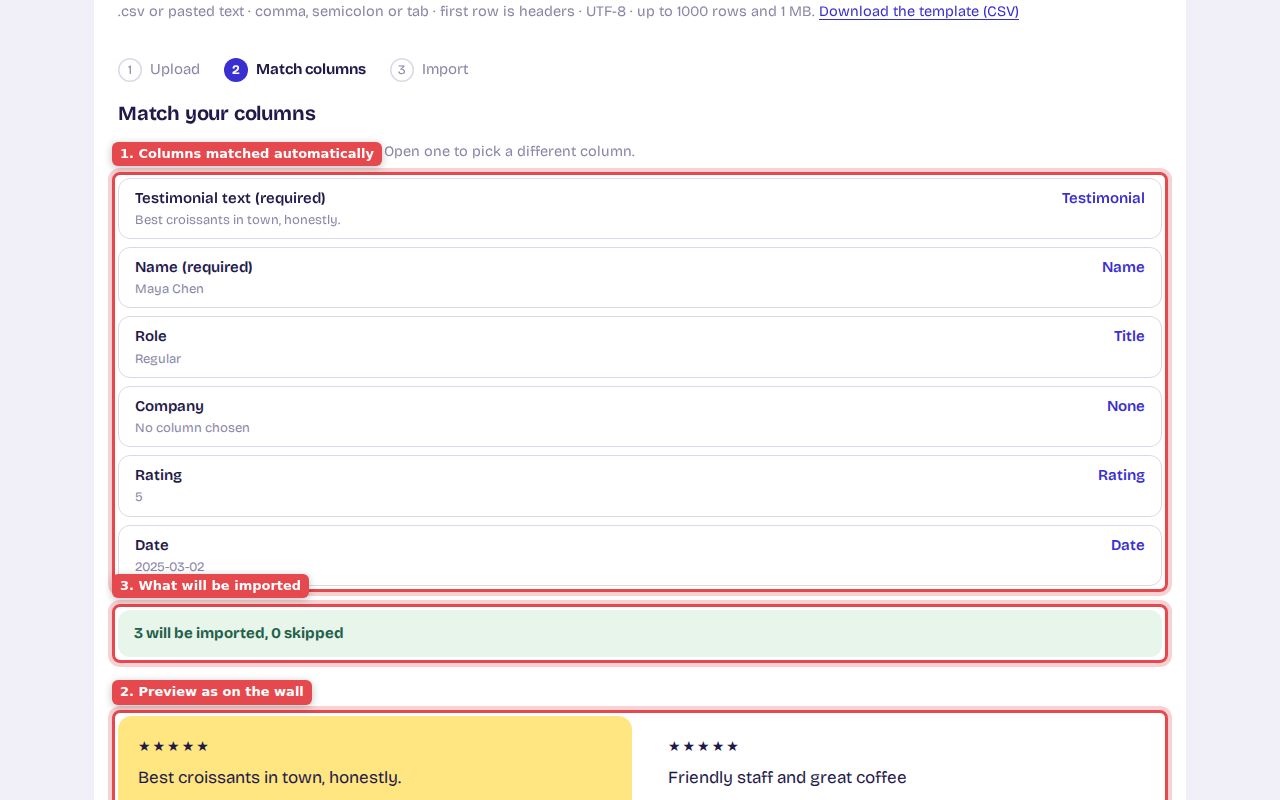 .csv or pasted text · comma, semicolon or tab · first row is headers · UTF-8 · up to 1000 rows and 1 MB. Download the template (CSV)
1 Upload 2 Match columns 3 Import
Match your columns
1. Columns matched automatically Open one to pick a different column.
Testimonial text (required) Testimonial
Best croissants in town, honestly.
Name (required) Name
Maya Chen
Role Title
Regular
Company None
No column chosen
Rating Rating
5
Date Date
2025-03-02
3. What will be imported
3 will be imported, 0 skipped
2. Preview as on the wall
★★★★★ ★★★★★
Best croissants in town, honestly. Friendly staff and great coffee